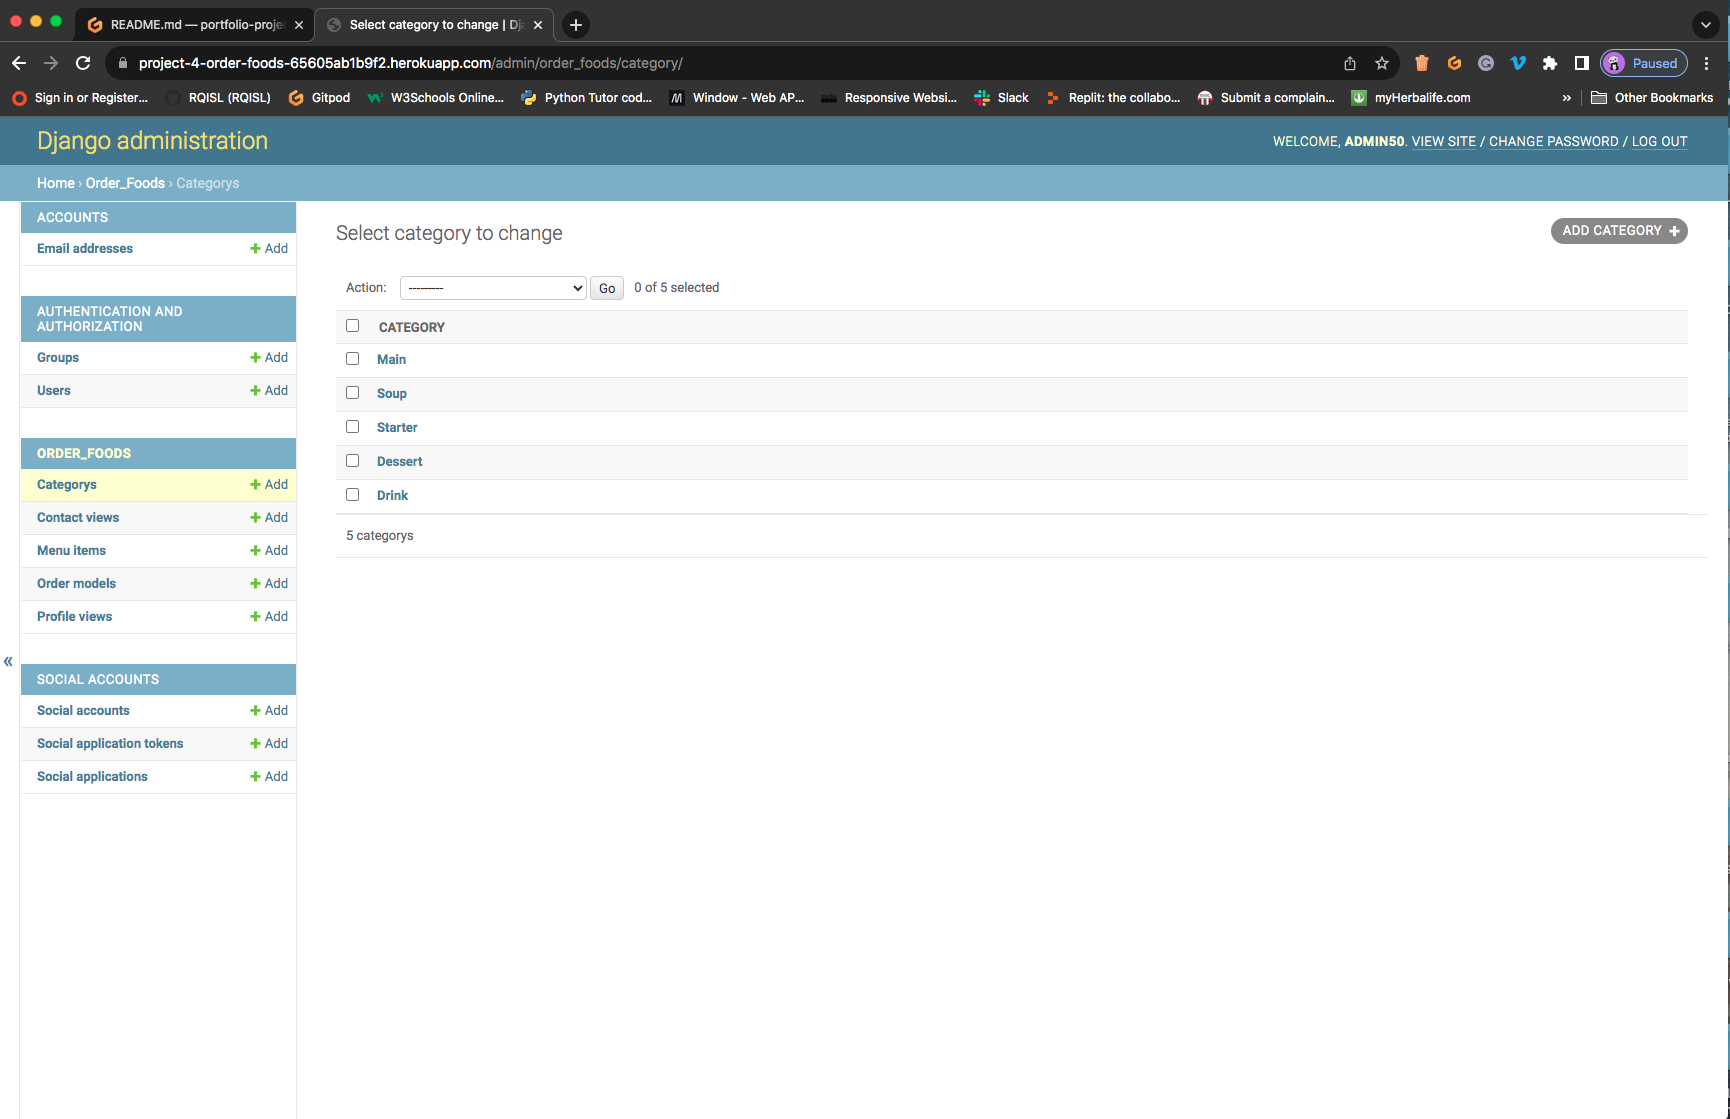 README.md — portfolio-proje
Select category to change | Dj
project-4-order-foods-65605ab1b9f2.herokuapp.com/admin/order_foods/category/
Paused
Sign in or Register...
RQISL (RQISL)
Gitpod
W3Schools Online...
Python Tutor cod...
Window - Web AP...
Responsive Websi...
Slack
Replit: the collabo...
Submit a complain...
myHerbalife.com
»
Other Bookmarks
Django administration
WELCOME, ADMIN50. VIEW SITE / CHANGE PASSWORD / LOG OUT
Home › Order_Foods › Categorys
ACCOUNTS
Email addresses + Add
AUTHENTICATION AND
AUTHORIZATION
Groups + Add
Users + Add
ORDER_FOODS
Categorys + Add
Contact views + Add
Menu items + Add
Order models + Add
Profile views + Add
«
SOCIAL ACCOUNTS
Social accounts + Add
Social application tokens + Add
Social applications + Add
Select category to change
ADD CATEGORY +
Action: --------- Go 0 of 5 selected
CATEGORY
Main
Soup
Starter
Dessert
Drink
5 categorys